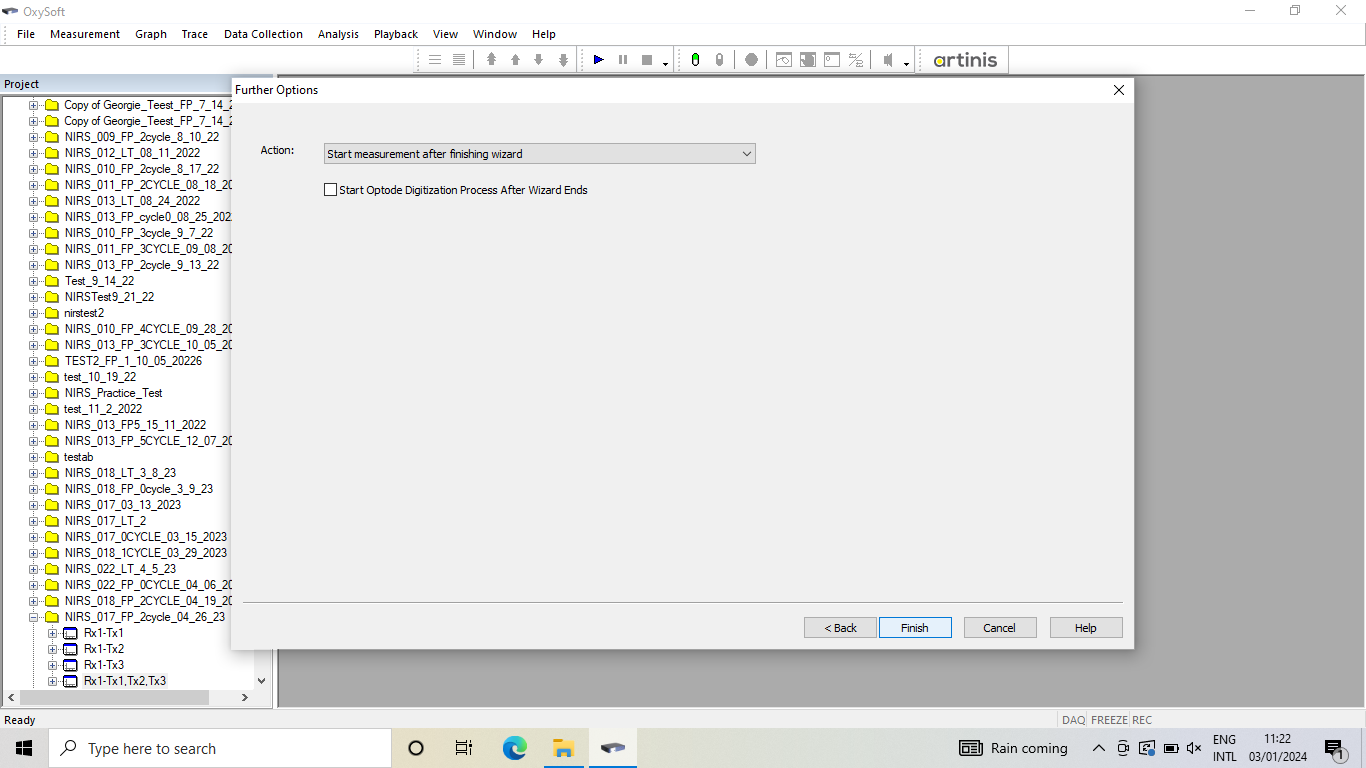 OxySoft
File Measurement Graph Trace Data Collection Analysis Playback View Window Help
artinis
Project
Copy of Georgie_Teest_FP_7_14_2
Copy of Georgie_Teest_FP_7_14_2
NIRS_009_FP_2cycle_8_10_22
NIRS_012_LT_08_11_2022
NIRS_010_FP_2cycle_8_17_22
NIRS_011_FP_2CYCLE_08_18_20
NIRS_013_LT_08_24_2022
NIRS_013_FP_cycle0_08_25_202
NIRS_010_FP_3cycle_9_7_22
NIRS_011_FP_3CYCLE_09_08_20
NIRS_013_FP_2cycle_9_13_22
Test_9_14_22
NIRSTest9_21_22
nirstest2
NIRS_010_FP_4CYCLE_09_28_20
NIRS_013_FP_3CYCLE_10_05_20
TEST2_FP_1_10_05_20226
test_10_19_22
NIRS_Practice_Test
test_11_2_2022
NIRS_013_FP5_15_11_2022
NIRS_013_FP_5CYCLE_12_07_20
testab
NIRS_018_LT_3_8_23
NIRS_018_FP_0cycle_3_9_23
NIRS_017_03_13_2023
NIRS_017_LT_2
NIRS_017_0CYCLE_03_15_2023
NIRS_018_1CYCLE_03_29_2023
NIRS_022_LT_4_5_23
NIRS_022_FP_0CYCLE_04_06_20
NIRS_018_FP_2CYCLE_04_19_20
NIRS_017_FP_2cycle_04_26_23
Rx1-Tx1
Rx1-Tx2
Rx1-Tx3
Rx1-Tx1,Tx2,Tx3
Further Options
Action: Start measurement after finishing wizard
Start Optode Digitization Process After Wizard Ends
< Back Finish Cancel Help
Ready DAQ FREEZE REC
Type here to search
Rain coming
ENG
INTL
11:22
03/01/2024
1